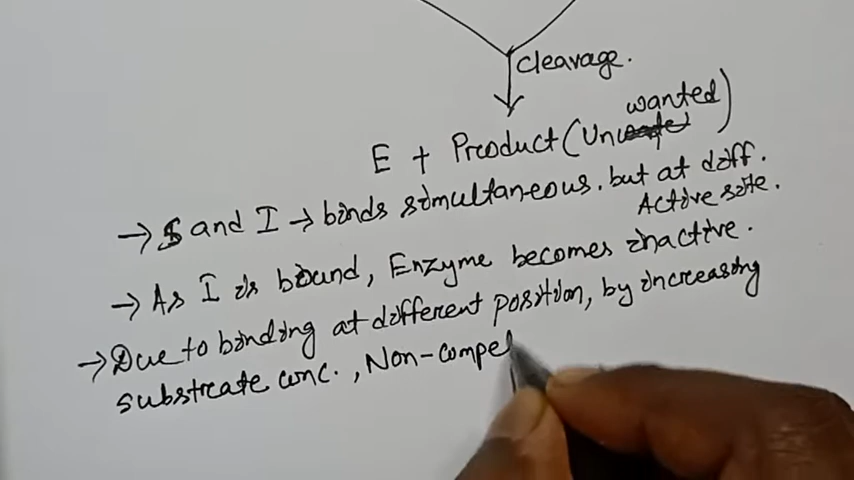 cleavage.
wanted
E + Product (Un)
→ S and I → binds simultaneous. but at diff.
Active site.
→ As I is bound, Enzyme becomes inactive.
→ Due to binding at different position, by increasing
substrate conc., Non-compe